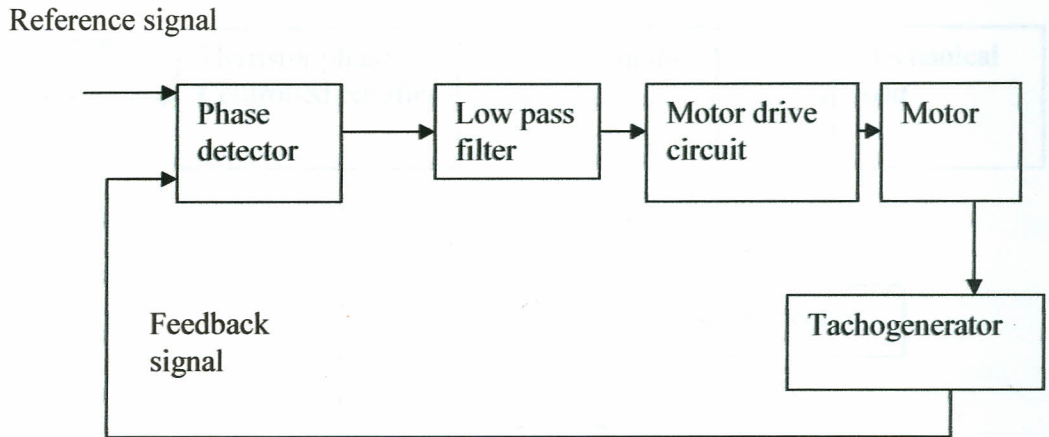 Reference signal
Phase
detector
Low pass
filter
Motor drive
circuit
Motor
Tachogenerator
Feedback
signal